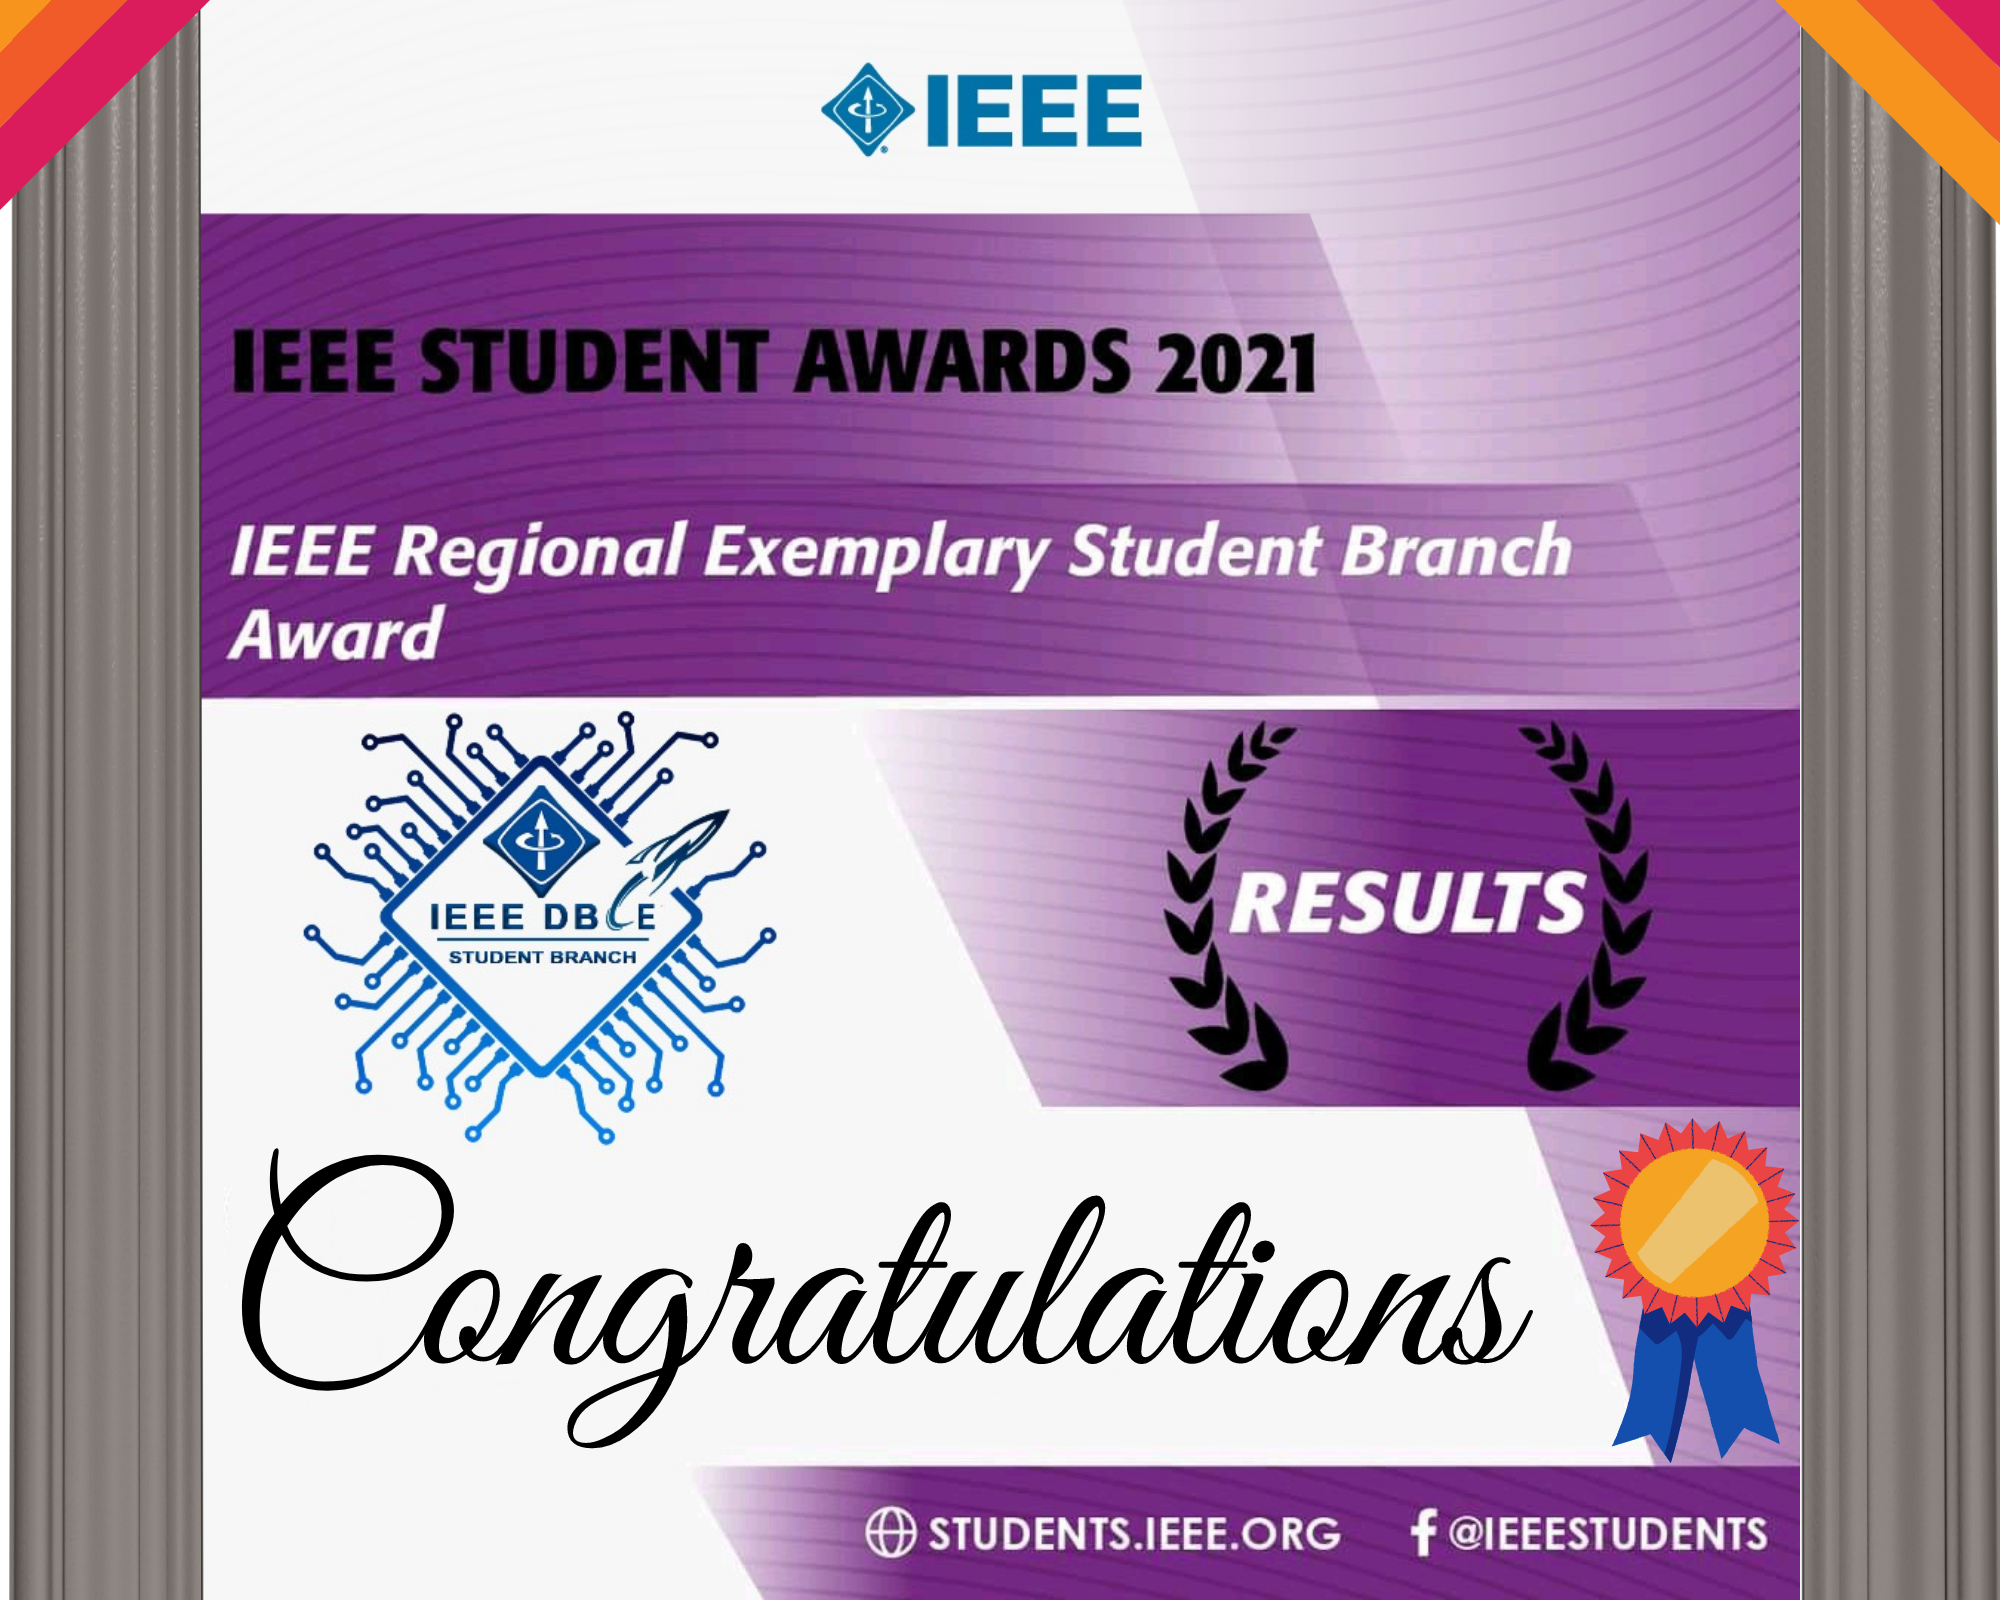 IEEE
IEEE STUDENT AWARDS 2021
IEEE Regional Exemplary Student Branch
Award
IEEE DBCE
STUDENT BRANCH
RESULTS
Congratulations
STUDENTS.IEEE.ORG
@IEEESTUDENTS